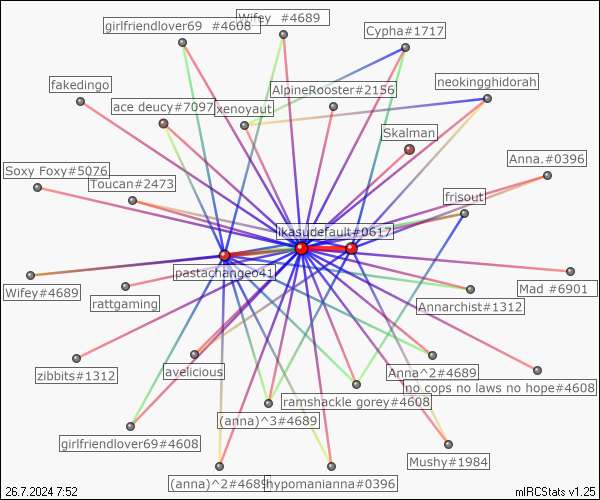 girlfriendlover69 #4608
Wifey #4689
Cypha#1717
fakedingo
ace deucy#7097
xenoyaut
AlpineRooster#2156
neokingghidorah
Skalman
Soxy Foxy#5076
Toucan#2473
Anna.#0396
frisout
lkasudefault#0617
pastachangeo41
Wifey#4689
rattgaming
Annarchist#1312
Mad #6901
zibbits#1312
avelicious
Anna^2#4689
no cops no laws no hope#4608
ramshackle gorey#4608
(anna)^3#4689
girlfriendlover69#4608
Mushy#1984
(anna)^2#4689
hypomanianna#0396
26.7.2024 7:52
mIRCStats v1.25